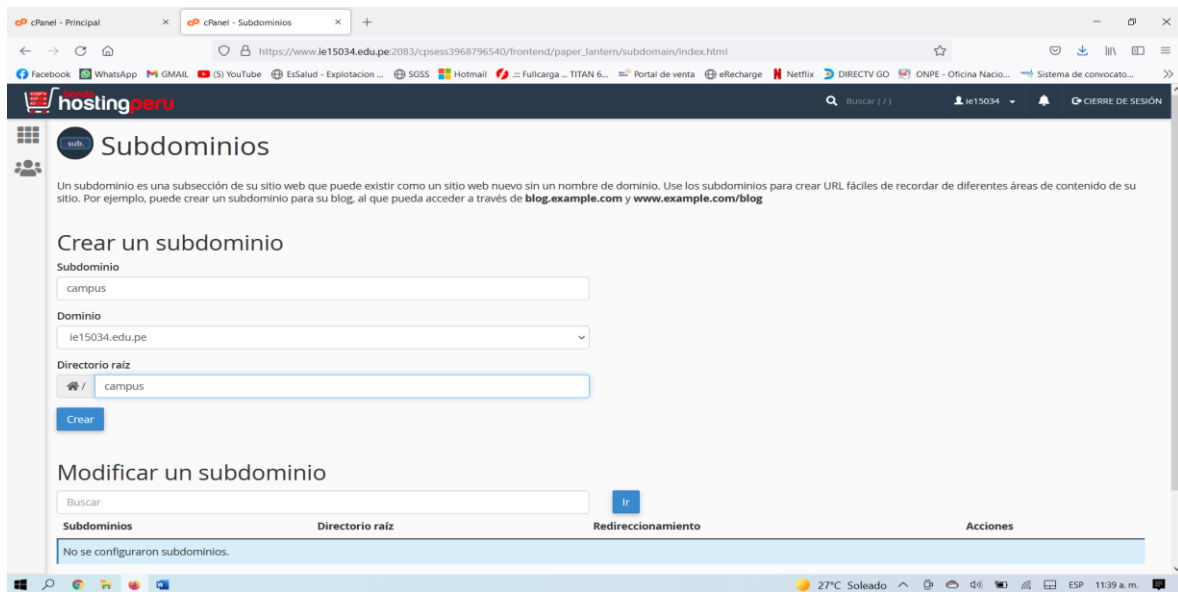 cPanel - Principal
cPanel - Subdominios
https://www.ie15034.edu.pe:2083/cpsess3968796540/frontend/paper_lantern/subdomain/index.html
Facebook WhatsApp GMAIL (5) YouTube EsSalud - Explotacion ... SGSS Hotmail .:: Fullcarga ... TITAN 6... Portal de venta eRecharge Netflix DIRECTV GO ONPE - Oficina Nacio... Sistema de convocato...
tienda
hostingperu
Buscar ( / )
ie15034
CIERRE DE SESIÓN
sub.
Subdominios
Un subdominio es una subsección de su sitio web que puede existir como un sitio web nuevo sin un nombre de dominio. Use los subdominios para crear URL fáciles de recordar de diferentes áreas de contenido de su
sitio. Por ejemplo, puede crear un subdominio para su blog, al que pueda acceder a través de blog.example.com y www.example.com/blog
Crear un subdominio
Subdominio
campus
Dominio
ie15034.edu.pe
Directorio raíz
/ campus
Crear
Modificar un subdominio
Buscar
Ir
Subdominios Directorio raíz Redireccionamiento Acciones
No se configuraron subdominios.
27°C Soleado ESP 11:39 a. m.